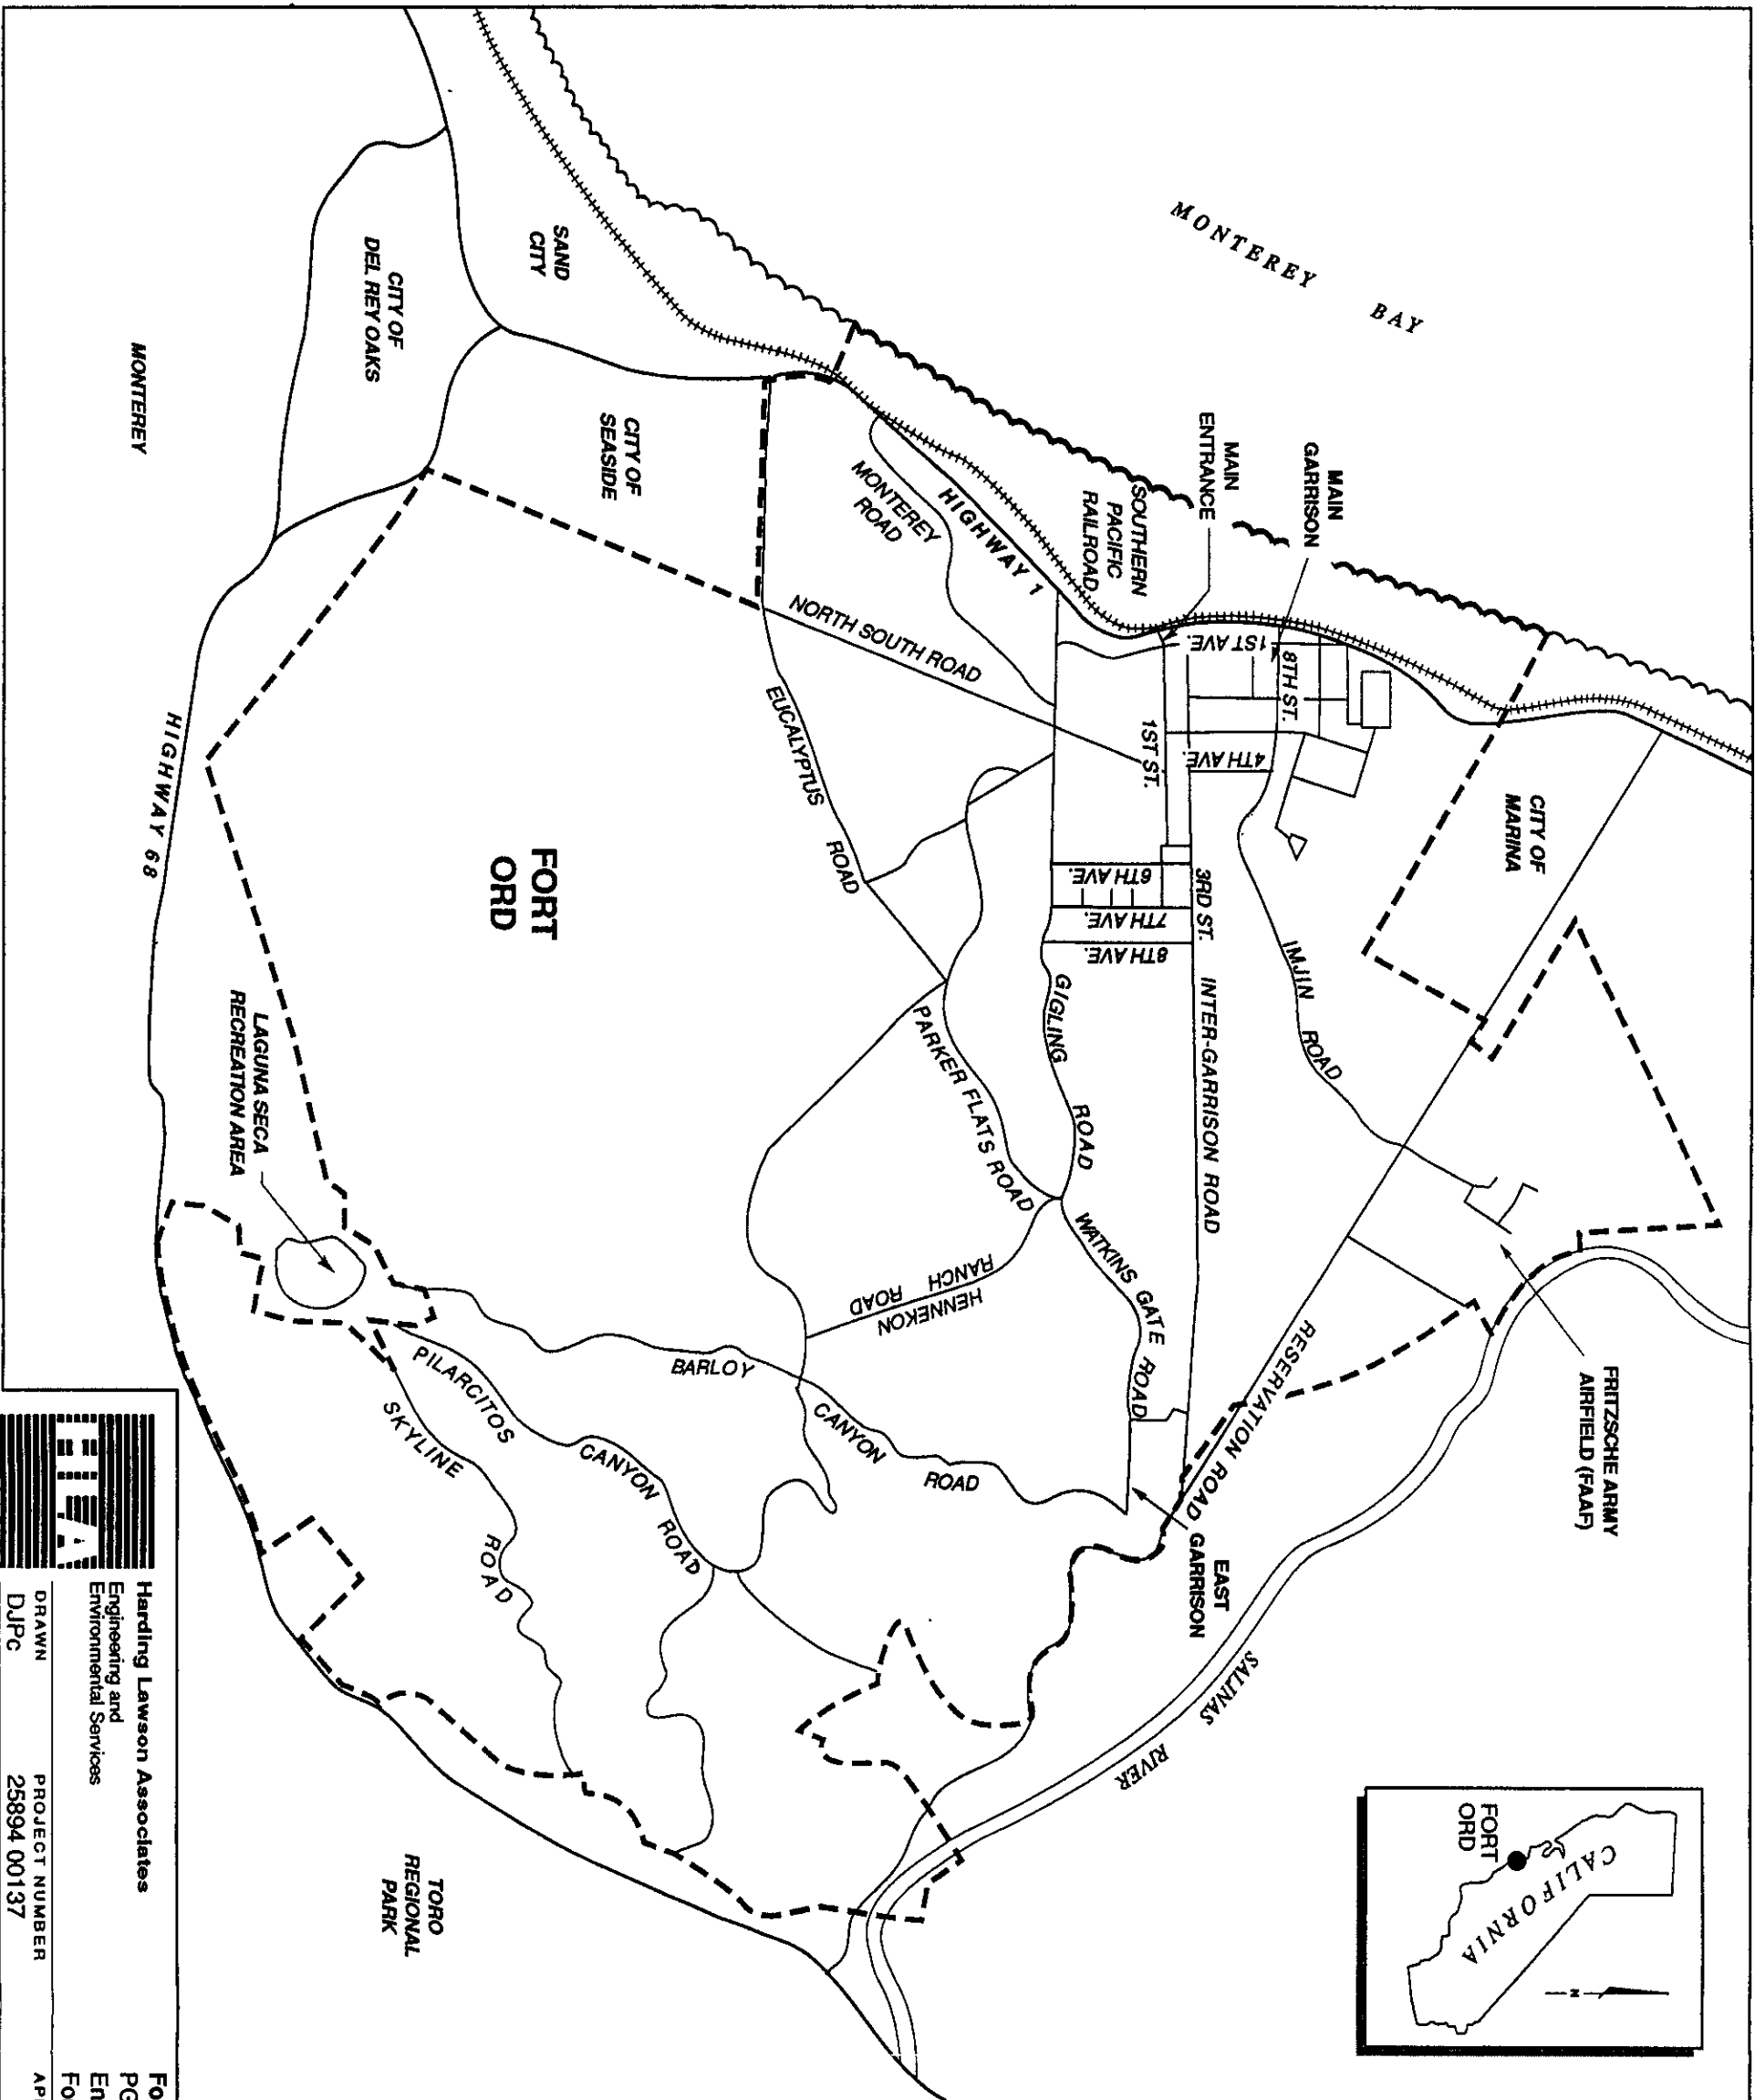 MONTEREY BAY
MAIN
GARRISON
MAIN
ENTRANCE
SOUTHERN
PACIFIC
RAILROAD
HIGHWAY 1
MONTEREY
ROAD
SAND
CITY
CITY OF
DEL REY OAKS
MONTEREY
CITY OF
SEASIDE
NORTH SOUTH ROAD
EUCALYPTUS ROAD
1ST AVE.
8TH ST.
1ST ST.
4TH AVE.
3RD ST.
6TH AVE.
7TH AVE.
8TH AVE.
CITY OF
MARINA
IMJIN ROAD
INTER-GARRISON ROAD
GIGLING ROAD
PARKER FLATS ROAD
WATKINS GATE ROAD
HENNEKON
RANCH ROAD
RESERVATION ROAD
FRITZSCHE ARMY
AIRFIELD (FAAF)
EAST
GARRISON
SALINAS RIVER
FORT
ORD
HIGHWAY 68
LAGUNA SECA
RECREATION AREA
BARLOY CANYON ROAD
PILARCITOS CANYON ROAD
SKYLINE ROAD
TORO
REGIONAL
PARK
FORT
ORD
CALIFORNIA
N
HLA
Harding Lawson Associates
Engineering and
Environmental Services
DRAWN
DJPc
PROJECT NUMBER
25894 00137